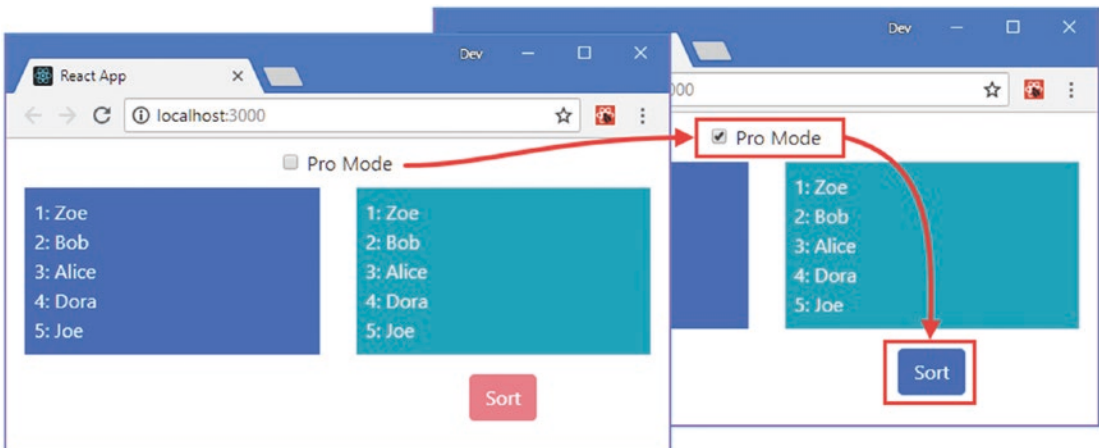 Dev
React App
localhost:3000
Pro Mode
1: Zoe
2: Bob
3: Alice
4: Dora
5: Joe
1: Zoe
2: Bob
3: Alice
4: Dora
5: Joe
Sort
Dev
000
Pro Mode
1: Zoe
2: Bob
3: Alice
4: Dora
5: Joe
Sort